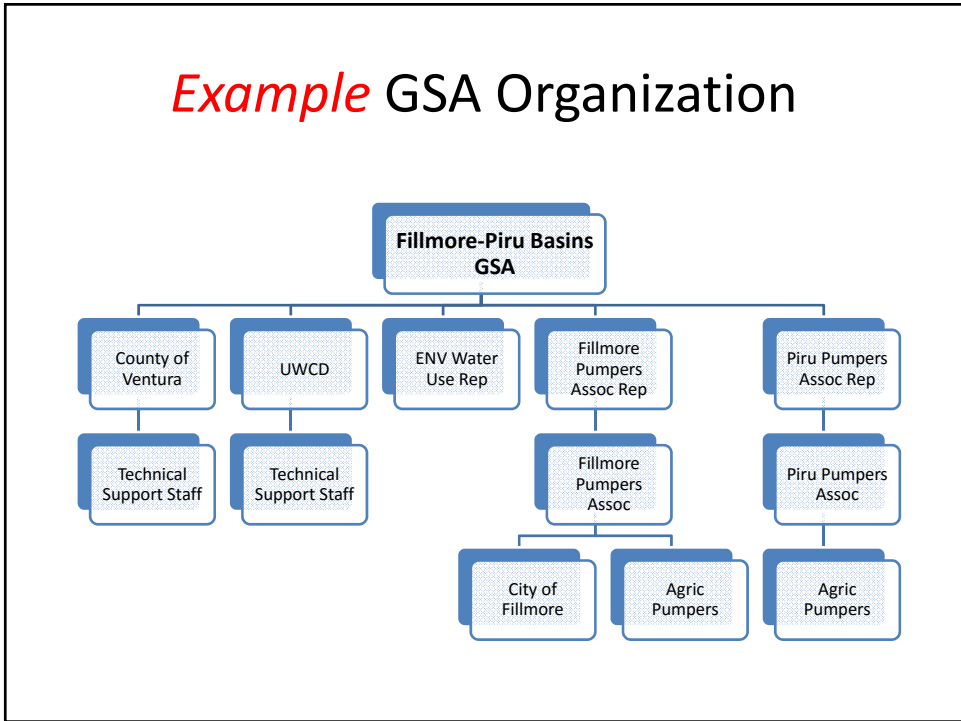 Example GSA Organization
Fillmore-Piru Basins
GSA
County of
Ventura
UWCD
ENV Water
Use Rep
Fillmore
Pumpers
Assoc Rep
Piru Pumpers
Assoc Rep
Technical
Support Staff
Technical
Support Staff
Fillmore
Pumpers
Assoc
Piru Pumpers
Assoc
City of
Fillmore
Agric
Pumpers
Agric
Pumpers